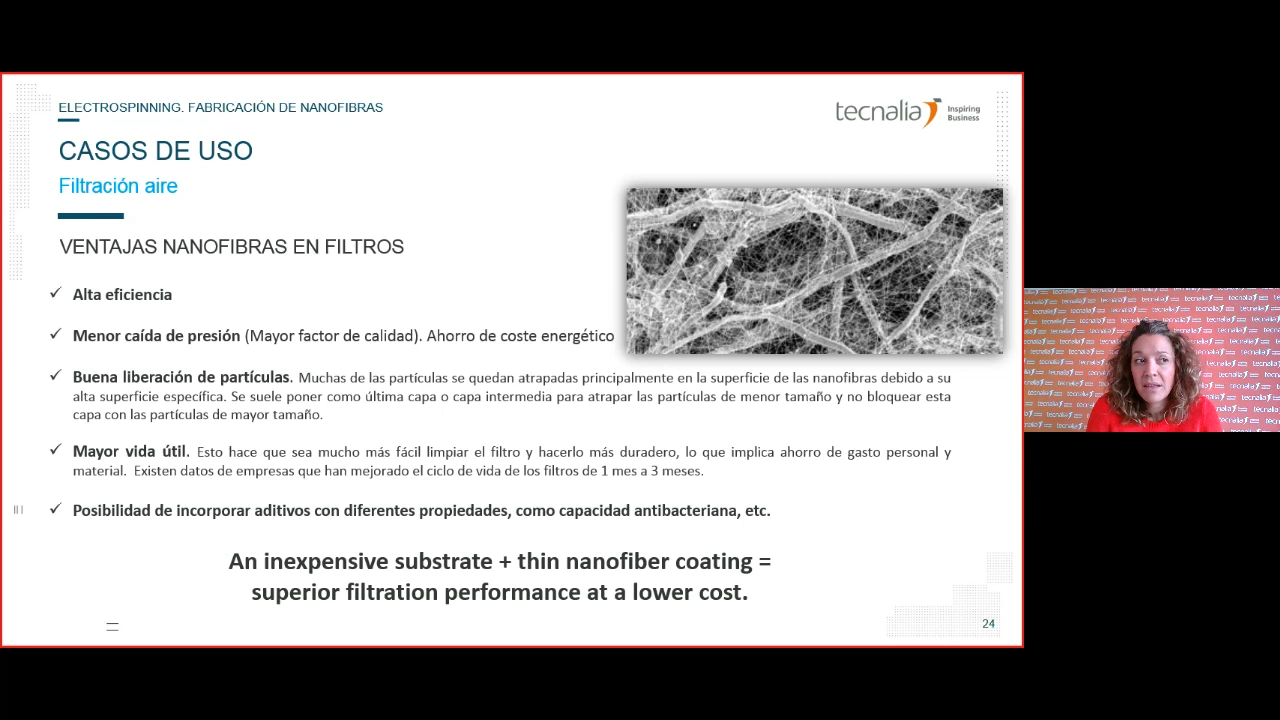 ELECTROSPINNING. FABRICACIÓN DE NANOFIBRAS
tecnalia Inspiring Business
CASOS DE USO
Filtración aire
VENTAJAS NANOFIBRAS EN FILTROS
✓ Alta eficiencia
✓ Menor caída de presión (Mayor factor de calidad). Ahorro de coste energético
✓ Buena liberación de partículas. Muchas de las partículas se quedan atrapadas principalmente en la superficie de las nanofibras debido a su
alta superficie específica. Se suele poner como última capa o capa intermedia para atrapar las partículas de menor tamaño y no bloquear esta
capa con las partículas de mayor tamaño.
✓ Mayor vida útil. Esto hace que sea mucho más fácil limpiar el filtro y hacerlo más duradero, lo que implica ahorro de gasto personal y
material. Existen datos de empresas que han mejorado el ciclo de vida de los filtros de 1 mes a 3 meses.
✓ Posibilidad de incorporar aditivos con diferentes propiedades, como capacidad antibacteriana, etc.
An inexpensive substrate + thin nanofiber coating =
superior filtration performance at a lower cost.
24